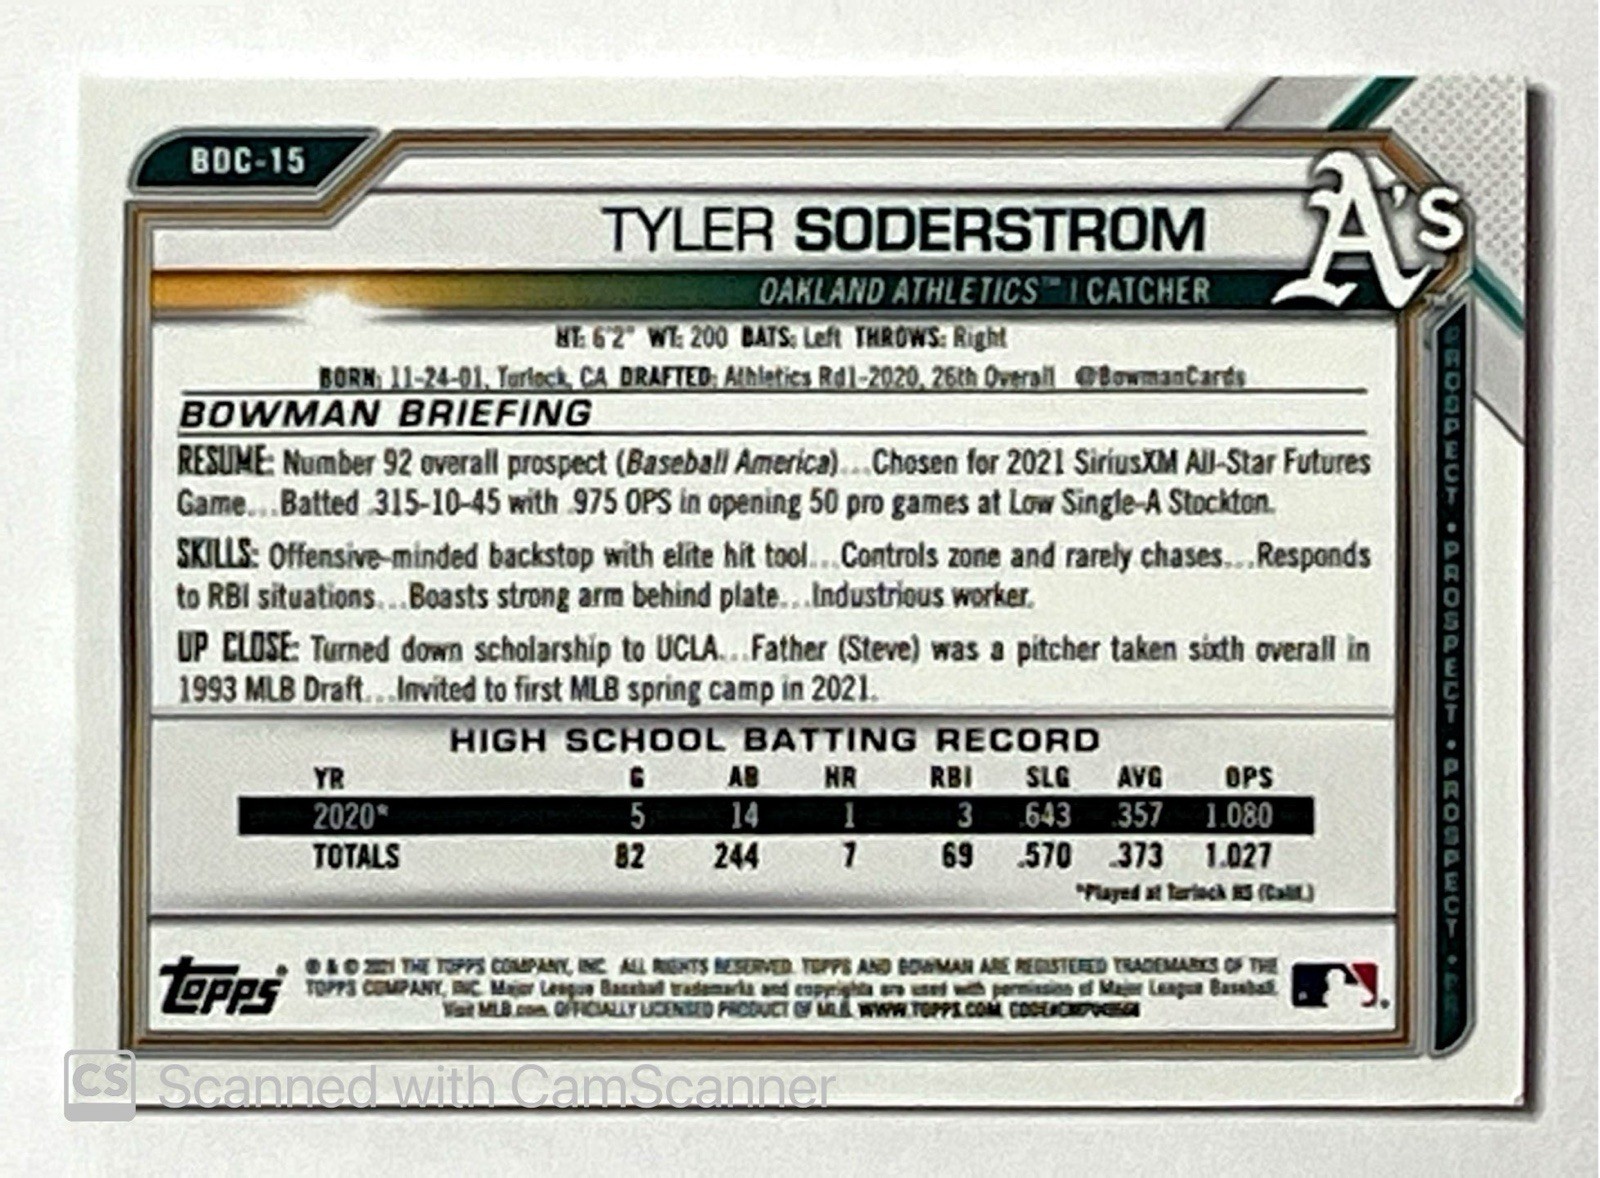 BDC-15
TYLER SODERSTROM
A's
OAKLAND ATHLETICS™ | CATCHER
HT: 6'2" WT: 200 BATS: Left THROWS: Right
BORN: 11-24-01, Turlock, CA DRAFTED: Athletics Rd1-2020, 26th Overall @BowmanCards
BOWMAN BRIEFING
RESUME: Number 92 overall prospect (Baseball America)...Chosen for 2021 SiriusXM All-Star Futures
Game...Batted .315-10-45 with .975 OPS in opening 50 pro games at Low Single-A Stockton.
SKILLS: Offensive-minded backstop with elite hit tool...Controls zone and rarely chases...Responds
to RBI situations...Boasts strong arm behind plate...Industrious worker.
UP CLOSE: Turned down scholarship to UCLA...Father (Steve) was a pitcher taken sixth overall in
1993 MLB Draft...Invited to first MLB spring camp in 2021.
HIGH SCHOOL BATTING RECORD
YR G AB HR RBI SLG AVG OPS
2020* 5 14 1 3 .643 .357 1.080
TOTALS 82 244 7 69 .570 .373 1.027
*Played at Turlock HS (Calif.)
PROSPECT • PROSPECT • PROSPECT • PR
Topps
® & © 2021 THE TOPPS COMPANY, INC. ALL RIGHTS RESERVED. TOPPS AND BOWMAN ARE REGISTERED TRADEMARKS OF THE
TOPPS COMPANY, INC. Major League Baseball trademarks and copyrights are used with permission of Major League Baseball.
Visit MLB.com. OFFICIALLY LICENSED PRODUCT OF MLB. WWW.TOPPS.COM.
CS Scanned with CamScanner